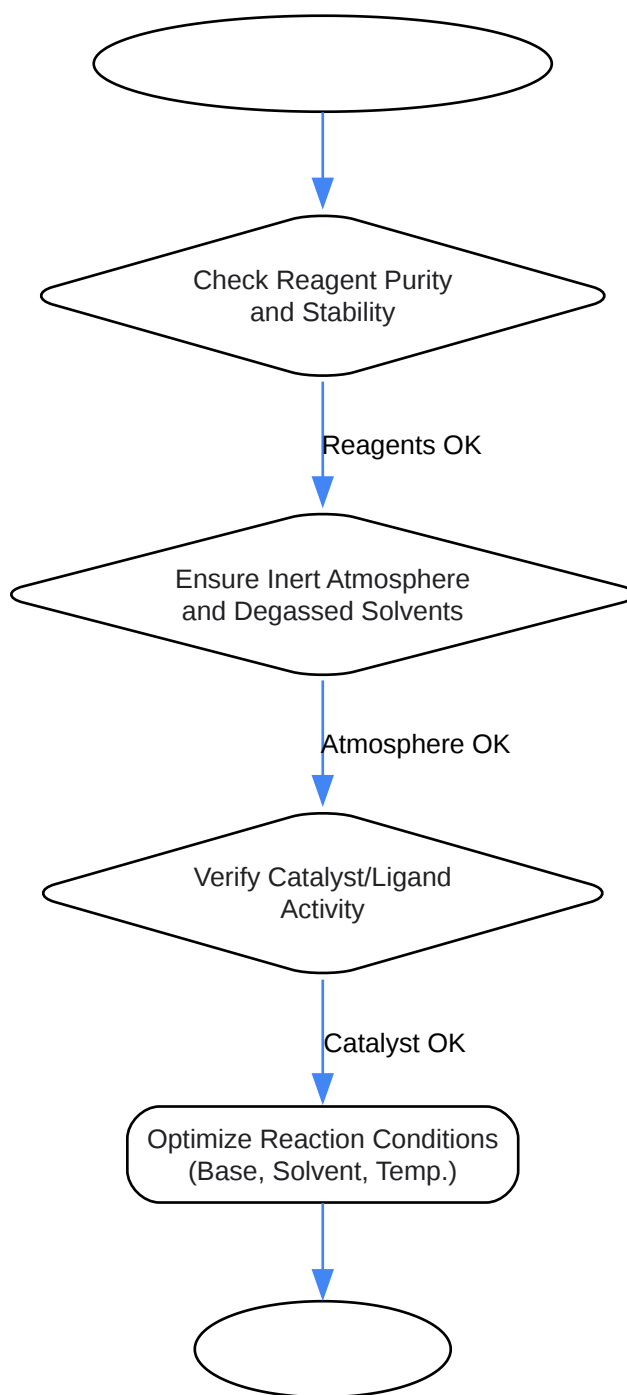 Check Reagent Purity
and Stability
Reagents OK
Ensure Inert Atmosphere
and Degassed Solvents
Atmosphere OK
Verify Catalyst/Ligand
Activity
Catalyst OK
Optimize Reaction Conditions
(Base, Solvent, Temp.)